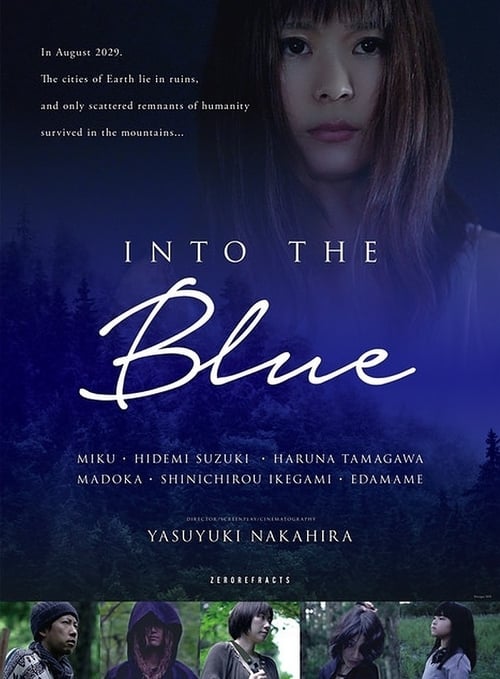 In August 2029.
The cities of Earth lie in ruins,
and only scattered remnants of humanity
survived in the mountains...
INTO THE
Blue
MIKU · HIDEMI SUZUKI · HARUNA TAMAGAWA
MADOKA · SHINICHIROU IKEGAMI · EDAMAME
DIRECTOR/SCREENPLAY/CINEMATOGRAPHY
YASUYUKI NAKAHIRA
ZEROREFRACTS